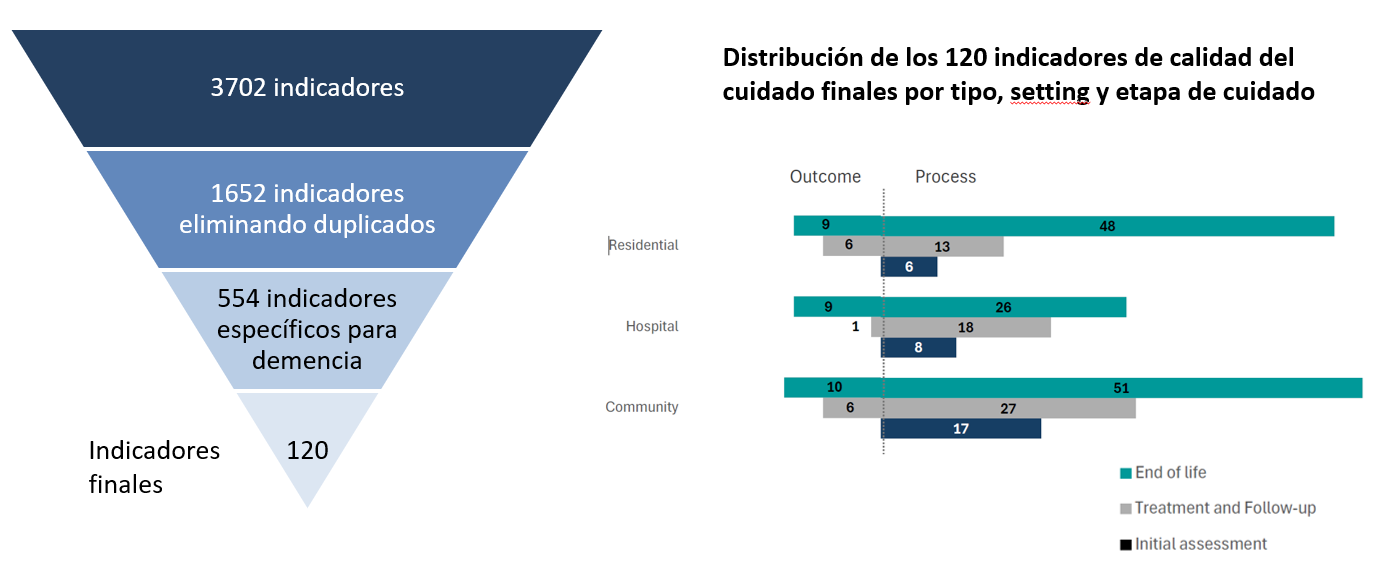 3702 indicadores
1652 indicadores
eliminando duplicados
554 indicadores
específicos para
demencia
Indicadores
finales
120
Distribución de los 120 indicadores de calidad del
cuidado finales por tipo, setting y etapa de cuidado
Outcome Process
9 48
Residential 6 13
6
9 26
Hospital 1 18
8
10 51
Community 6 27
17
End of life
Treatment and Follow-up
Initial assessment